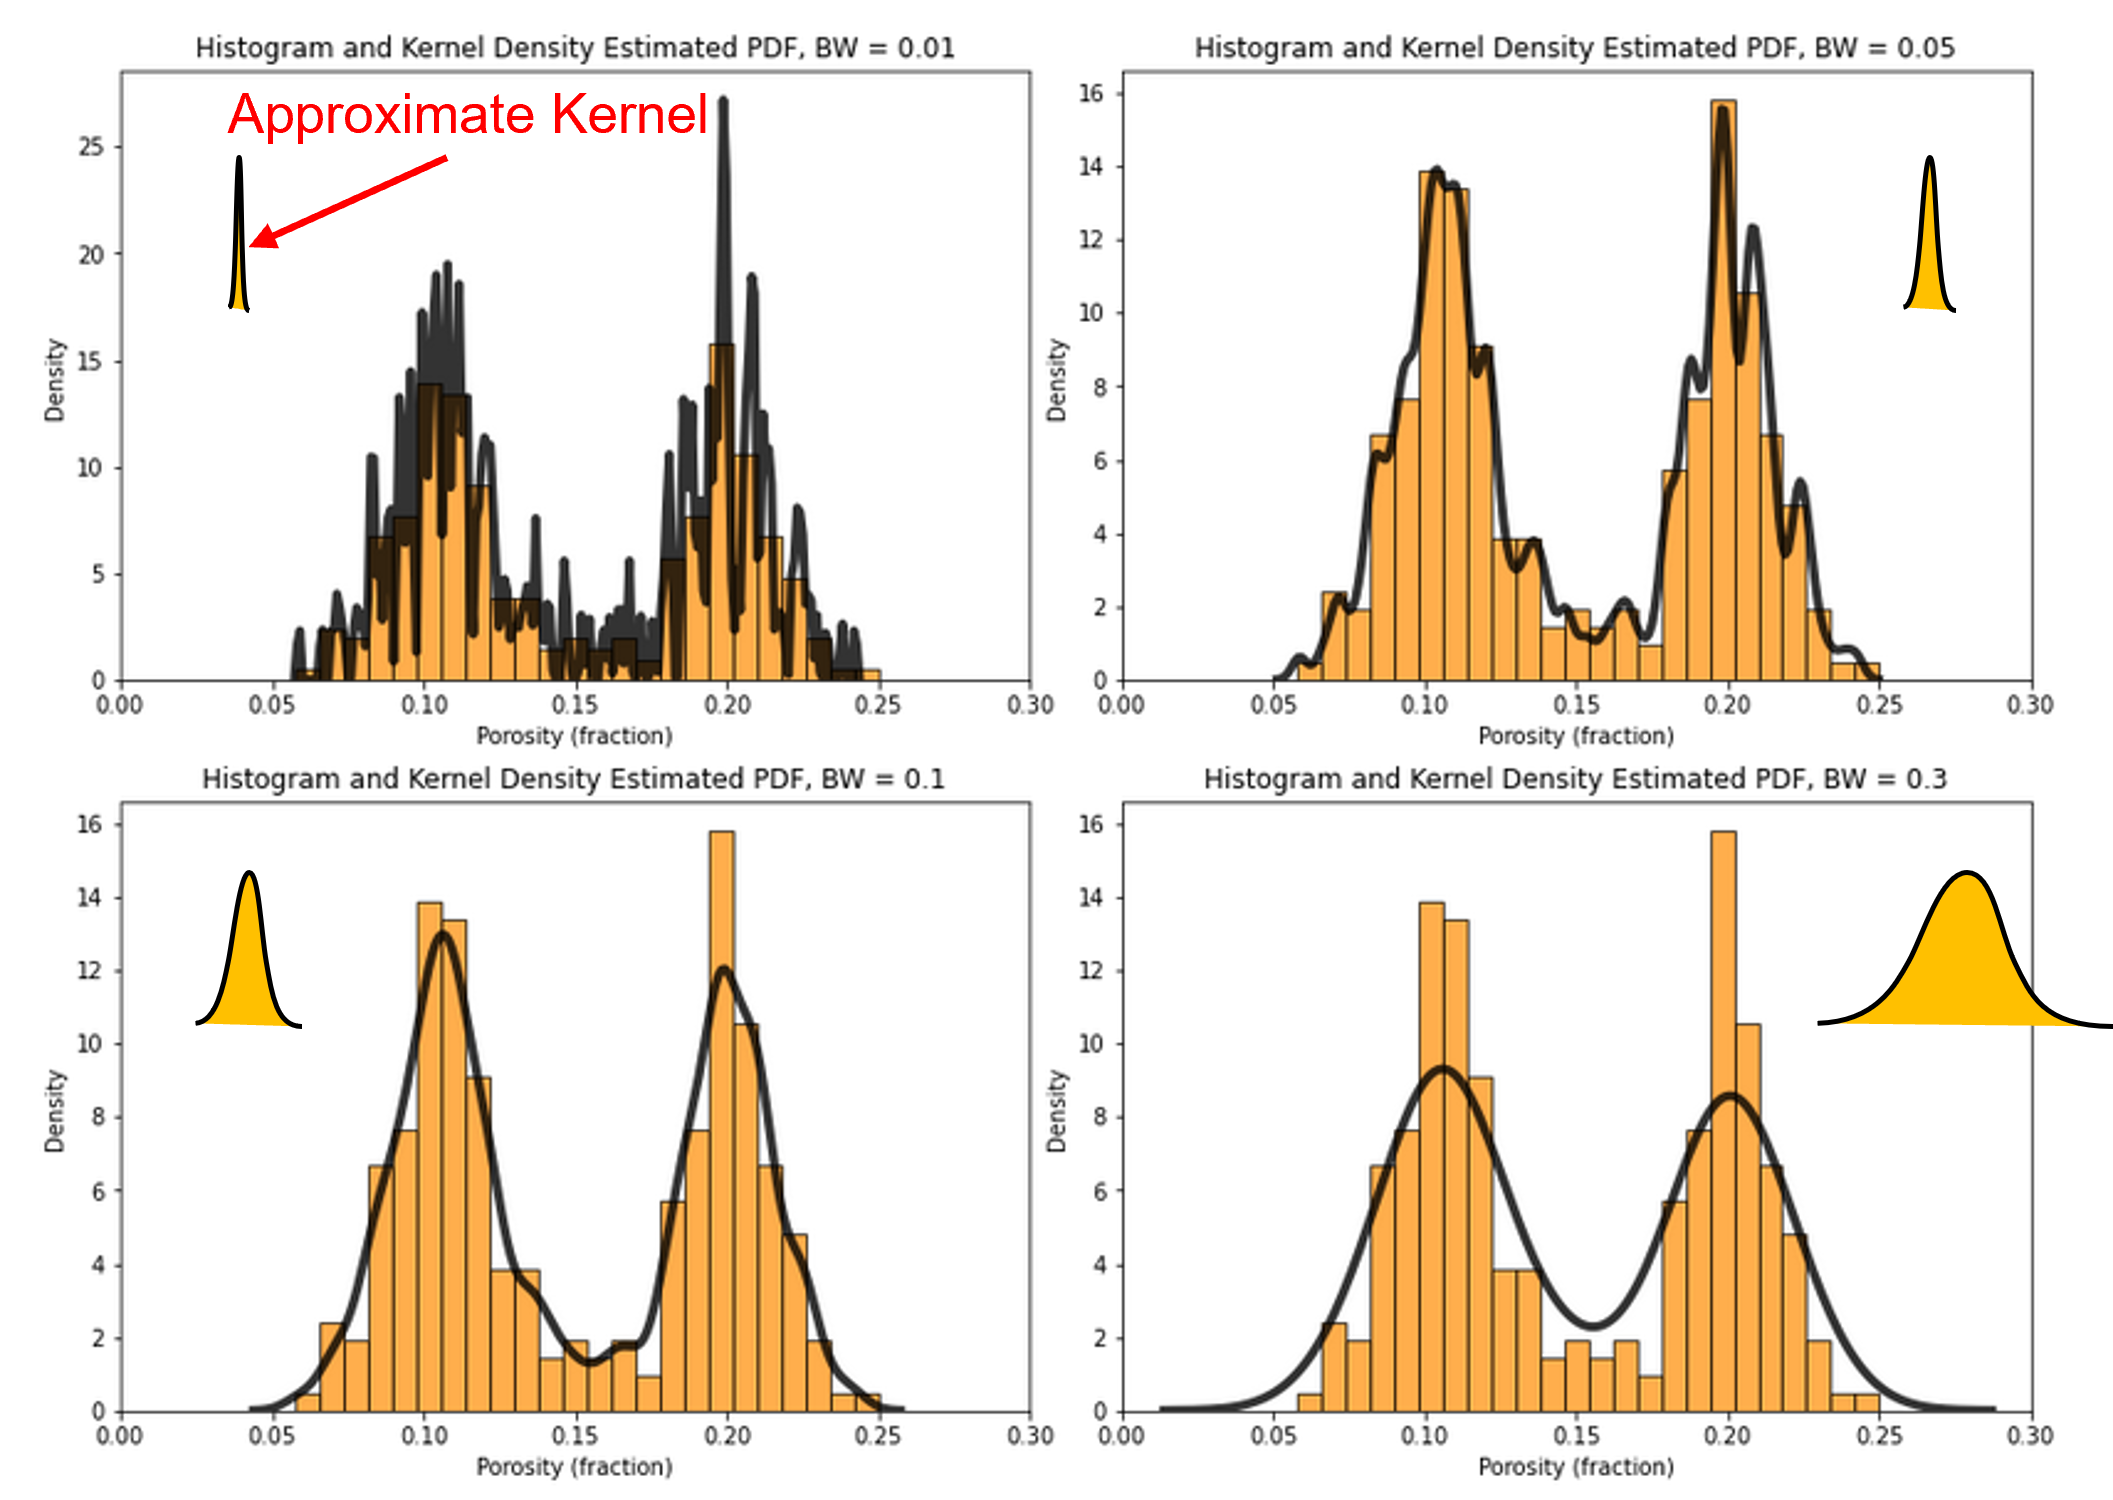 Histogram and Kernel Density Estimated PDF, BW = 0.01
Approximate Kernel
25
20
15
10
5
0
Density
0.00 0.05 0.10 0.15 0.20 0.25 0.30
Porosity (fraction)
Histogram and Kernel Density Estimated PDF, BW = 0.05
16
14
12
10
8
6
4
2
0
Density
0.00 0.05 0.10 0.15 0.20 0.25 0.30
Porosity (fraction)
Histogram and Kernel Density Estimated PDF, BW = 0.1
16
14
12
10
8
6
4
2
0
Density
0.00 0.05 0.10 0.15 0.20 0.25 0.30
Porosity (fraction)
Histogram and Kernel Density Estimated PDF, BW = 0.3
16
14
12
10
8
6
4
2
0
Density
0.00 0.05 0.10 0.15 0.20 0.25 0.30
Porosity (fraction)